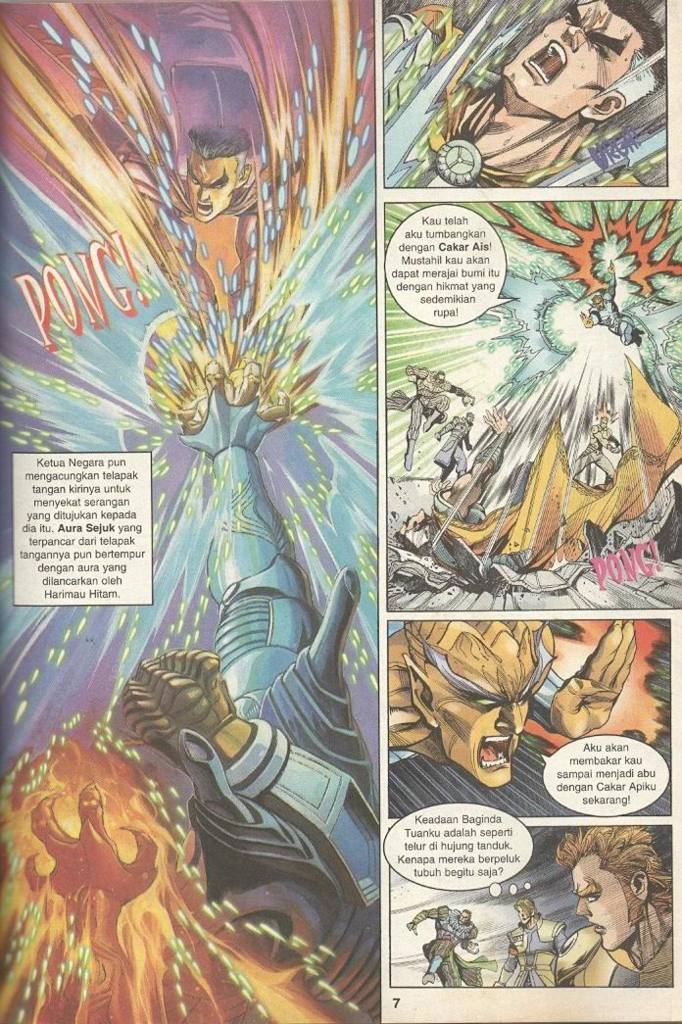 PONG!
Ketua Negara pun
mengacungkan telapak
tangan kirinya untuk
menyekat serangan
yang ditujukan kepada
dia itu. Aura Sejuk yang
terpancar dari telapak
tangannya pun bertempur
dengan aura yang
dilancarkan oleh
Harimau Hitam.
Kau telah
aku tumbangkan
dengan Cakar Ais!
Mustahil kau akan
dapat merajai bumi itu
dengan hikmat yang
sedemikian
rupa!
PONG!
Aku akan
membakar kau
sampai menjadi abu
dengan Cakar Apiku
sekarang!
Keadaan Baginda
Tuanku adalah seperti
telur di hujung tanduk.
Kenapa mereka berpeluk
tubuh begitu saja?
7